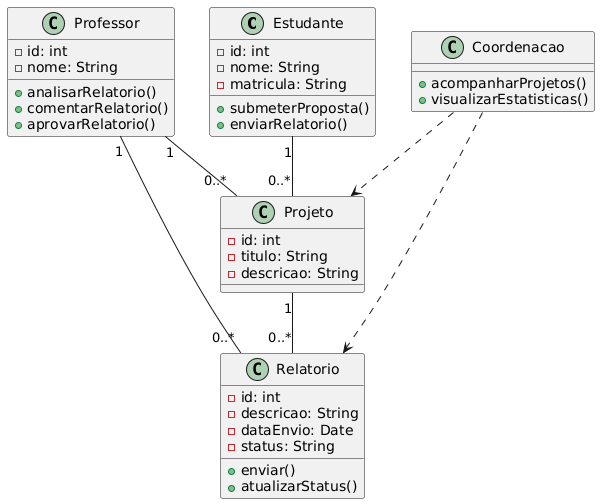 C Professor
id: int
nome: String
analisarRelatorio()
comentarRelatorio()
aprovarRelatorio()
C Estudante
id: int
nome: String
matricula: String
submeterProposta()
enviarRelatorio()
C Coordenacao
acompanharProjetos()
visualizarEstatisticas()
1
1
1
0..*
0..*
C Projeto
id: int
titulo: String
descricao: String
1
0..*
0..*
C Relatorio
id: int
descricao: String
dataEnvio: Date
status: String
enviar()
atualizarStatus()